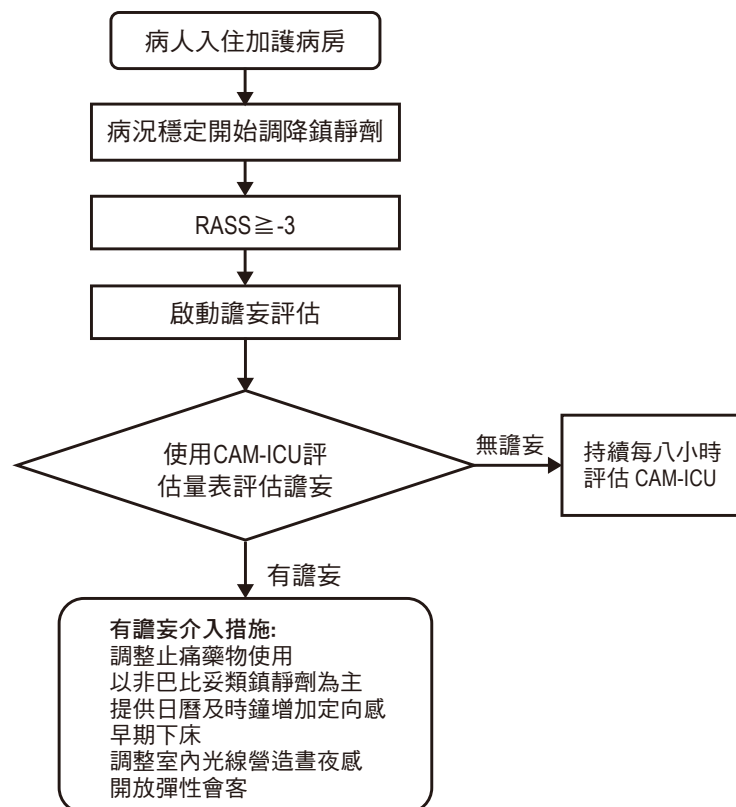 病人入住加護病房
病況穩定開始調降鎮靜劑
RASS≧-3
啟動譫妄評估
使用CAM-ICU評
估量表評估譫妄
無譫妄
持續每八小時
評估 CAM-ICU
有譫妄
有譫妄介入措施:
調整止痛藥物使用
以非巴比妥類鎮靜劑為主
提供日曆及時鐘增加定向感
早期下床
調整室內光線營造晝夜感
開放彈性會客